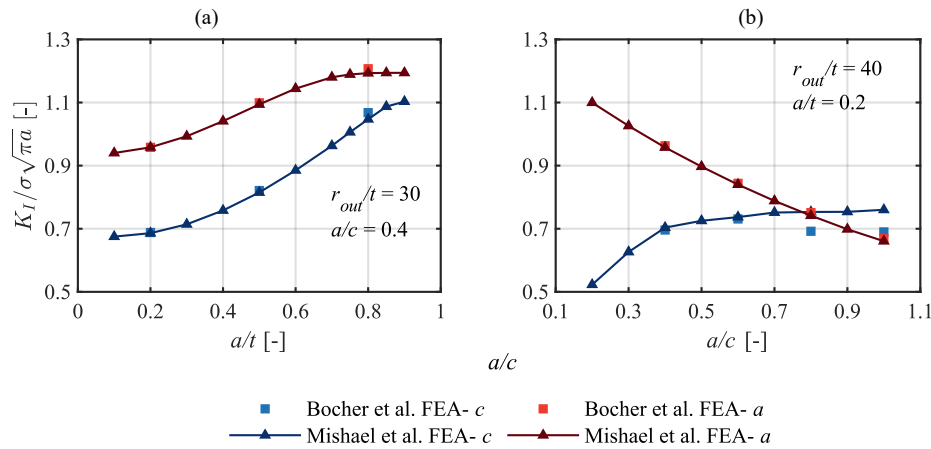 (a)
(b)
K_I/σ√πa [-]
1.3
1.1
0.9
0.7
0.5
r_out/t = 30
a/c = 0.4
0 0.2 0.4 0.6 0.8 1
a/t [-]
1.3
1.1
0.9
0.7
0.5
r_out/t = 40
a/t = 0.2
0.1 0.3 0.5 0.7 0.9 1.1
a/c [-]
a/c
Bocher et al. FEA- c
Bocher et al. FEA- a
Mishael et al. FEA- c
Mishael et al. FEA- a